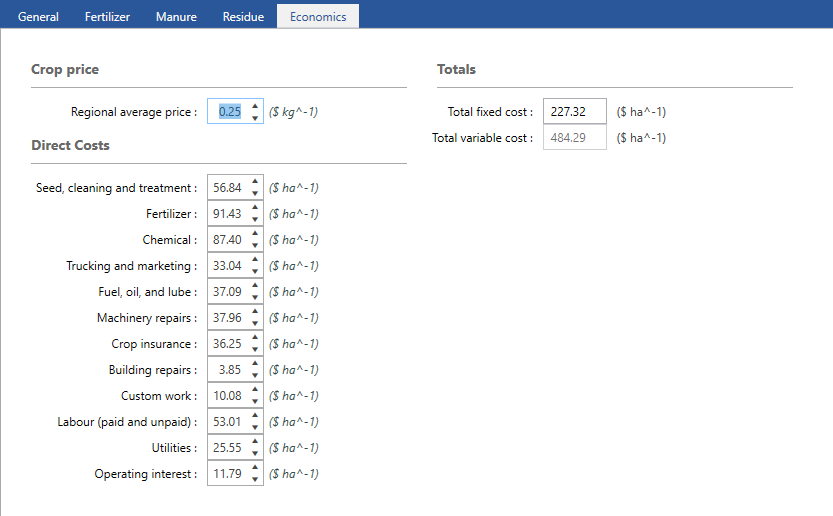 General Fertilizer Manure Residue Economics
Crop price
Regional average price : 0.25 ($ kg^-1)
Direct Costs
Seed, cleaning and treatment : 56.84 ($ ha^-1)
Fertilizer : 91.43 ($ ha^-1)
Chemical : 87.40 ($ ha^-1)
Trucking and marketing : 33.04 ($ ha^-1)
Fuel, oil, and lube : 37.09 ($ ha^-1)
Machinery repairs : 37.96 ($ ha^-1)
Crop insurance : 36.25 ($ ha^-1)
Building repairs : 3.85 ($ ha^-1)
Custom work : 10.08 ($ ha^-1)
Labour (paid and unpaid) : 53.01 ($ ha^-1)
Utilities : 25.55 ($ ha^-1)
Operating interest : 11.79 ($ ha^-1)
Totals
Total fixed cost : 227.32 ($ ha^-1)
Total variable cost : 484.29 ($ ha^-1)